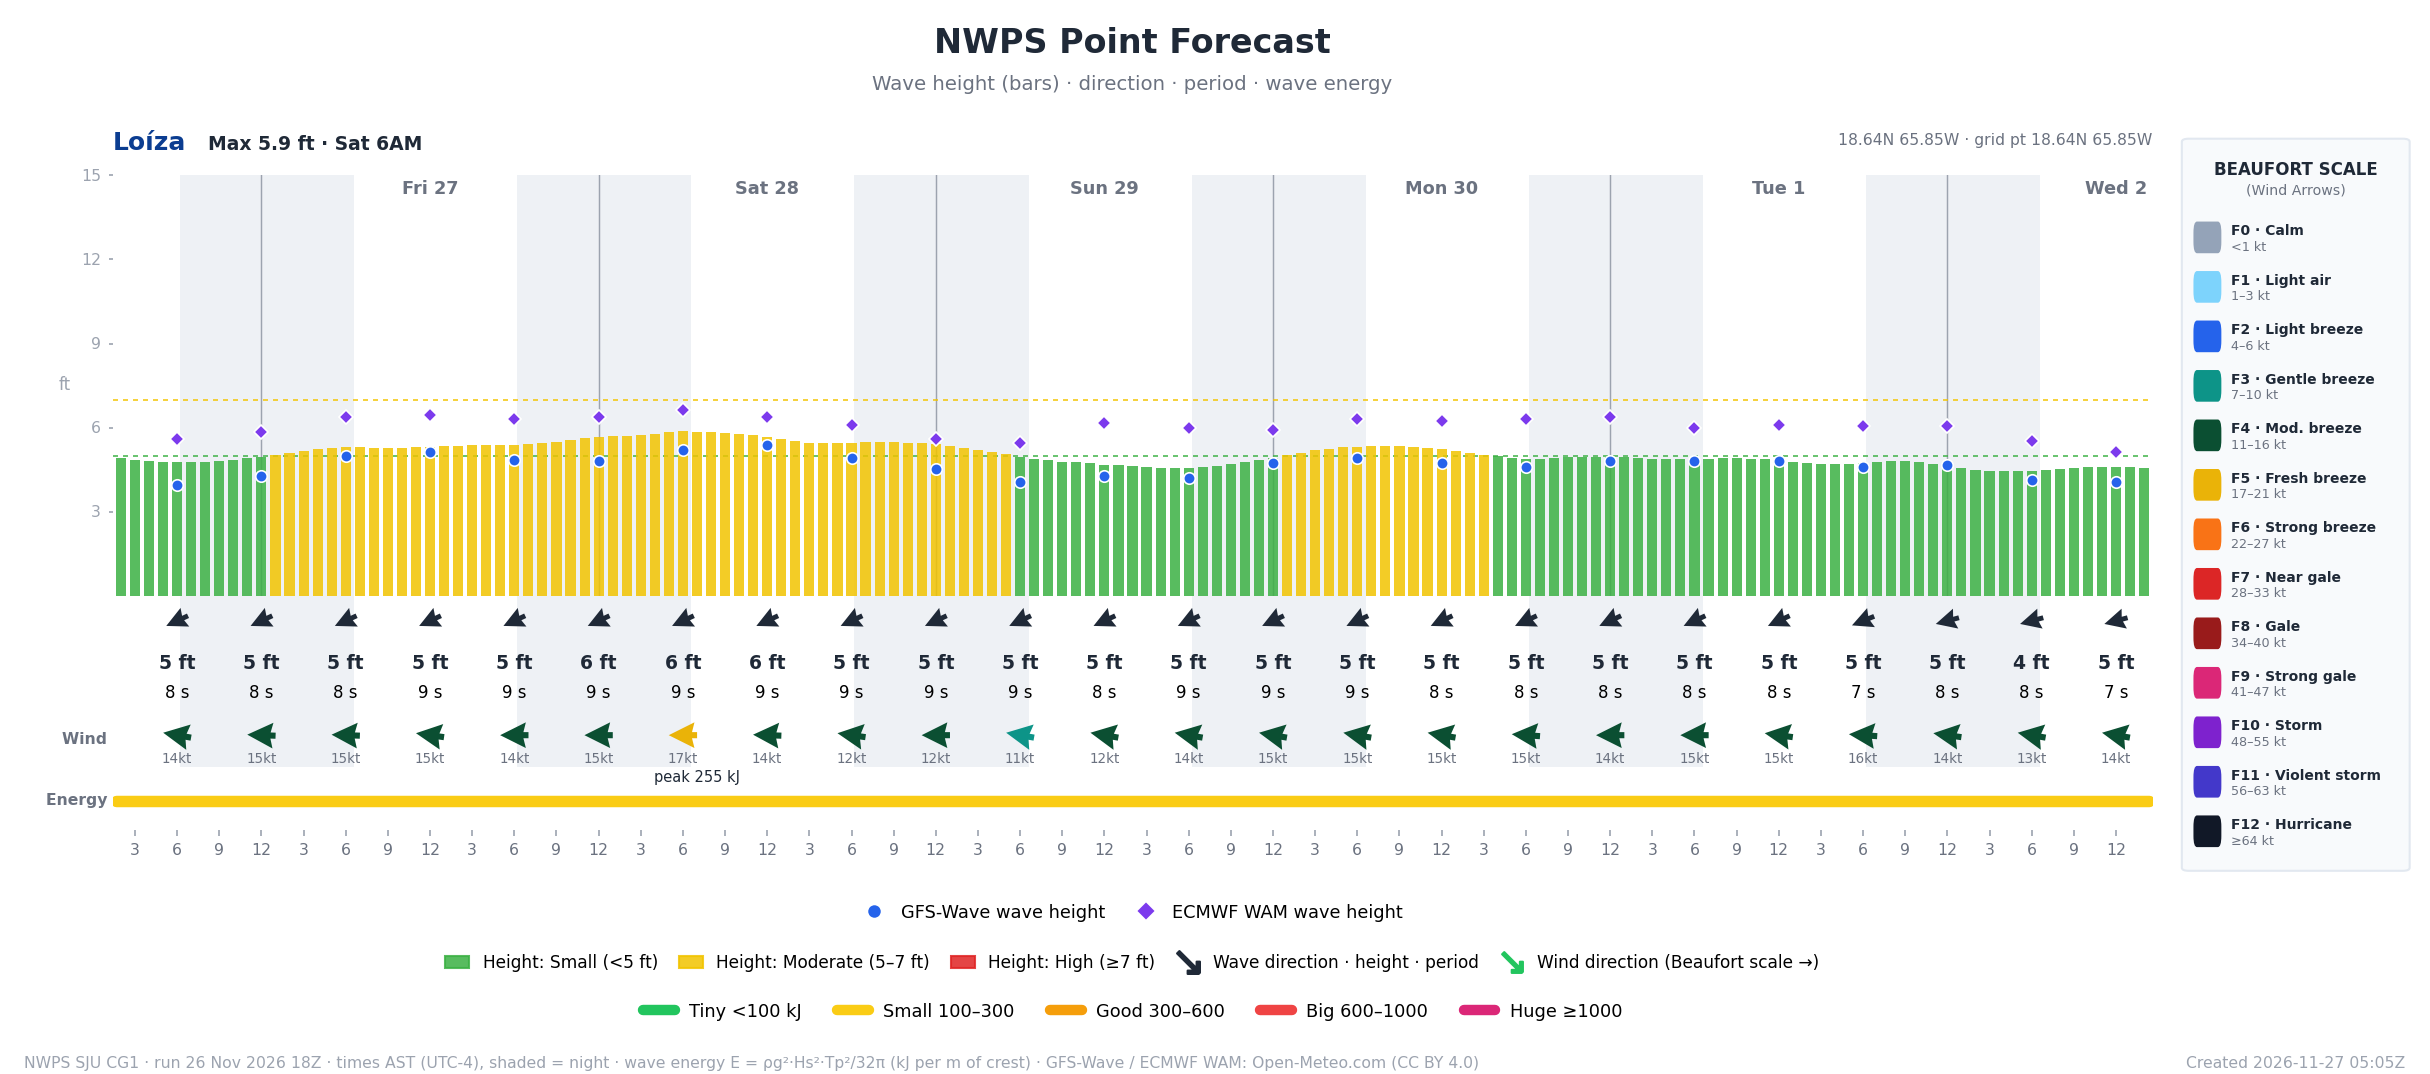 NWPS Point Forecast
Wave height (bars) · direction · period · wave energy
Loíza Max 5.9 ft · Sat 6AM
18.64N 65.85W · grid pt 18.64N 65.85W
15
12
9
ft
6
3
Fri 27 Sat 28 Sun 29 Mon 30 Tue 1 Wed 2
5 ft 5 ft 5 ft 5 ft 5 ft 6 ft 6 ft 6 ft 5 ft 5 ft 5 ft 5 ft 5 ft 5 ft 5 ft 5 ft 5 ft 5 ft 5 ft 5 ft 5 ft 5 ft 4 ft 5 ft
8 s 8 s 8 s 9 s 9 s 9 s 9 s 9 s 9 s 9 s 9 s 8 s 9 s 9 s 9 s 8 s 8 s 8 s 8 s 8 s 7 s 8 s 8 s 7 s
Wind
14kt 15kt 15kt 15kt 14kt 15kt 17kt 14kt 12kt 12kt 11kt 12kt 14kt 15kt 15kt 15kt 15kt 14kt 15kt 15kt 16kt 14kt 13kt 14kt
peak 255 kJ
Energy
3 6 9 12 3 6 9 12 3 6 9 12 3 6 9 12 3 6 9 12 3 6 9 12 3 6 9 12 3 6 9 12 3 6 9 12 3 6 9 12 3 6 9 12 3 6 9 12
BEAUFORT SCALE
(Wind Arrows)
F0 · Calm
<1 kt
F1 · Light air
1–3 kt
F2 · Light breeze
4–6 kt
F3 · Gentle breeze
7–10 kt
F4 · Mod. breeze
11–16 kt
F5 · Fresh breeze
17–21 kt
F6 · Strong breeze
22–27 kt
F7 · Near gale
28–33 kt
F8 · Gale
34–40 kt
F9 · Strong gale
41–47 kt
F10 · Storm
48–55 kt
F11 · Violent storm
56–63 kt
F12 · Hurricane
≥64 kt
GFS-Wave wave height ECMWF WAM wave height
Height: Small (<5 ft) Height: Moderate (5–7 ft) Height: High (≥7 ft) Wave direction · height · period Wind direction (Beaufort scale →)
Tiny <100 kJ Small 100–300 Good 300–600 Big 600–1000 Huge ≥1000
NWPS SJU CG1 · run 26 Nov 2026 18Z · times AST (UTC-4), shaded = night · wave energy E = ρg²·Hs²·Tp²/32π (kJ per m of crest) · GFS-Wave / ECMWF WAM: Open-Meteo.com (CC BY 4.0)
Created 2026-11-27 05:05Z